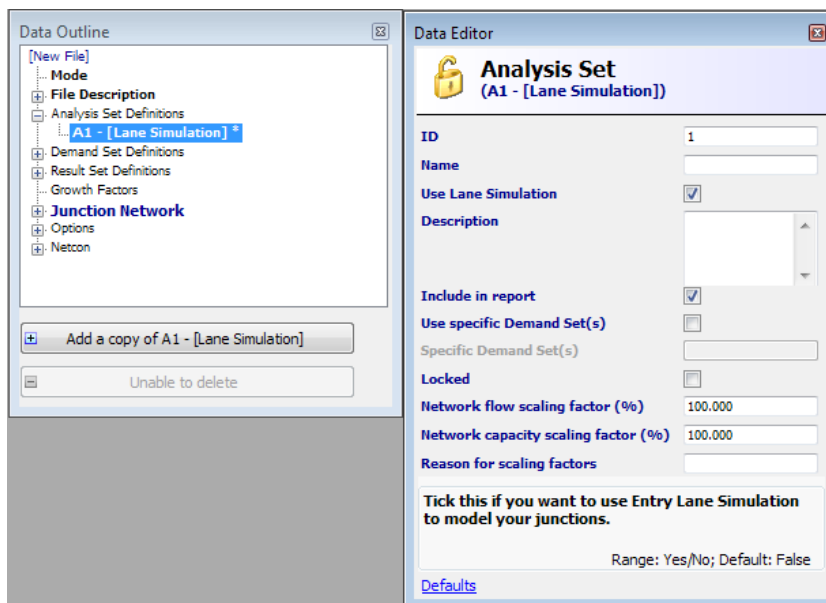 Data Outline
[New File]
Mode
File Description
Analysis Set Definitions
A1 - [Lane Simulation] *
Demand Set Definitions
Result Set Definitions
Growth Factors
Junction Network
Options
Netcon
Add a copy of A1 - [Lane Simulation]
Unable to delete
Data Editor
Analysis Set
(A1 - [Lane Simulation])
ID 1
Name
Use Lane Simulation
Description
Include in report
Use specific Demand Set(s)
Specific Demand Set(s)
Locked
Network flow scaling factor (%) 100.000
Network capacity scaling factor (%) 100.000
Reason for scaling factors
Tick this if you want to use Entry Lane Simulation
to model your junctions.
Range: Yes/No; Default: False
Defaults